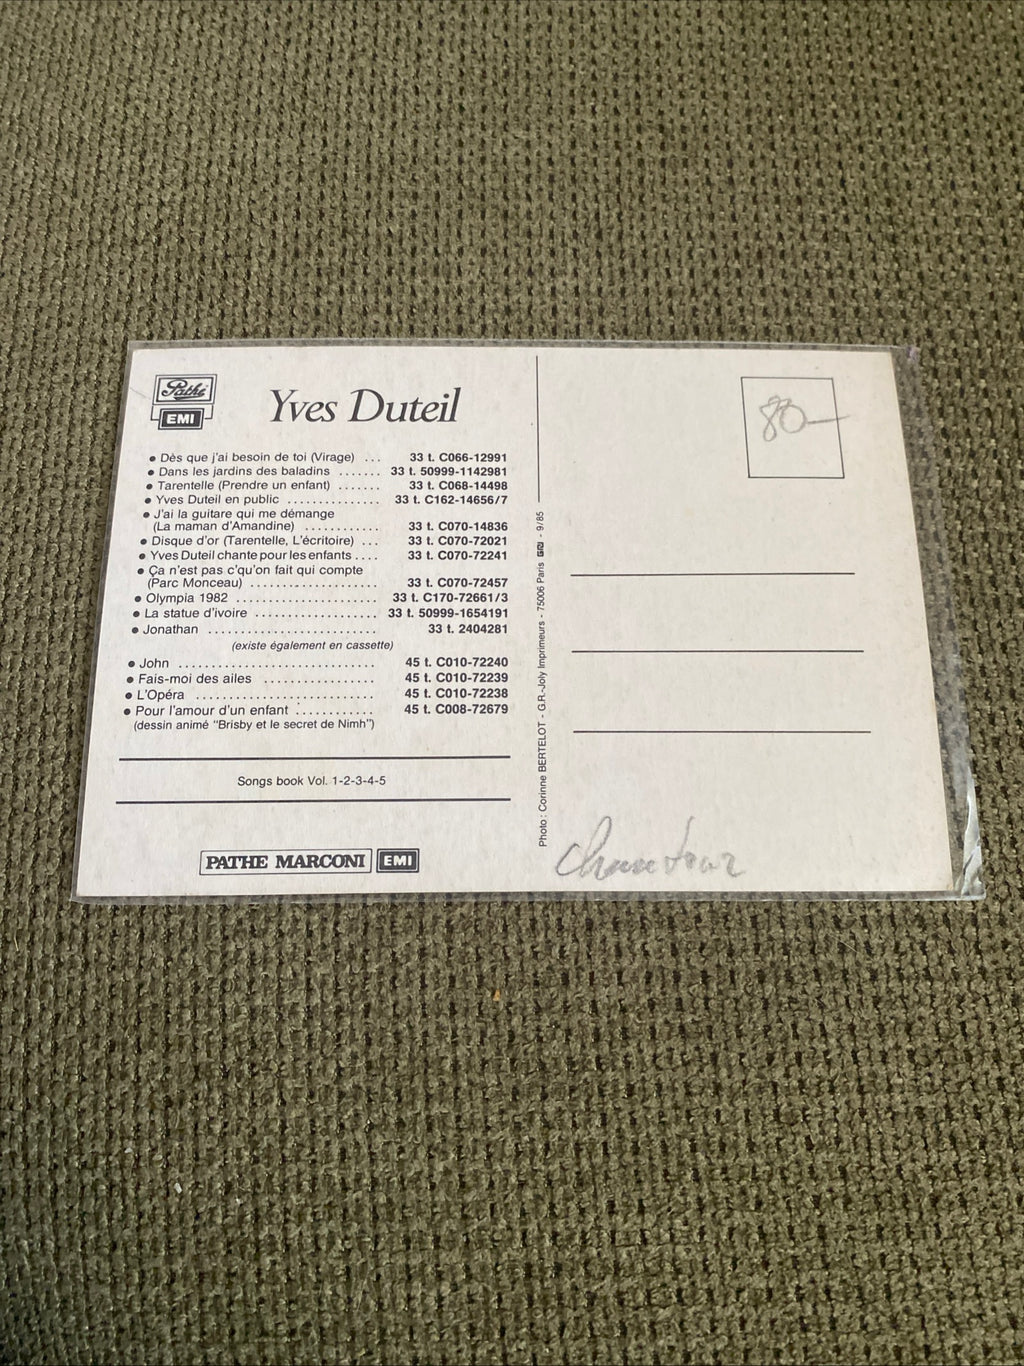 Pathé
EMI
Yves Duteil
• Dès que j'ai besoin de toi (Virage) ... 33 t. C066-12991
• Dans les jardins des baladins ....... 33 t. 50999-1142981
• Tarentelle (Prendre un enfant) ....... 33 t. C068-14498
• Yves Duteil en public ............... 33 t. C162-14656/7
• J'ai la guitare qui me démange
(La maman d'Amandine) ............ 33 t. C070-14836
• Disque d'or (Tarentelle, L'écritoire) ... 33 t. C070-72021
• Yves Duteil chante pour les enfants .... 33 t. C070-72241
• Ça n'est pas c'qu'on fait qui compte
(Parc Monceau) .................... 33 t. C070-72457
• Olympia 1982 ...................... 33 t. C170-72661/3
• La statue d'ivoire ................... 33 t. 50999-1654191
• Jonathan .......................... 33 t. 2404281
(existe également en cassette)
• John .............................. 45 t. C010-72240
• Fais-moi des ailes ................. 45 t. C010-72239
• L'Opéra ........................... 45 t. C010-72238
• Pour l'amour d'un enfant ............ 45 t. C008-72679
(dessin animé "Brisby et le secret de Nimh")
Songs book Vol. 1-2-3-4-5
PATHE MARCONI EMI
Photo : Corinne BERTELOT - G.R.-Joly Imprimeurs - 75006 Paris - 9/85
80-
chanteur